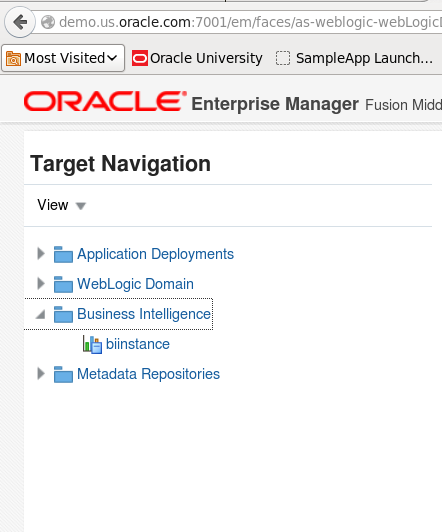 demo.us.oracle.com:7001/em/faces/as-weblogic-webLogicD
Most Visited Oracle University SampleApp Launch...
ORACLE® Enterprise Manager Fusion Midd
Target Navigation
View
Application Deployments
WebLogic Domain
Business Intelligence
biinstance
Metadata Repositories